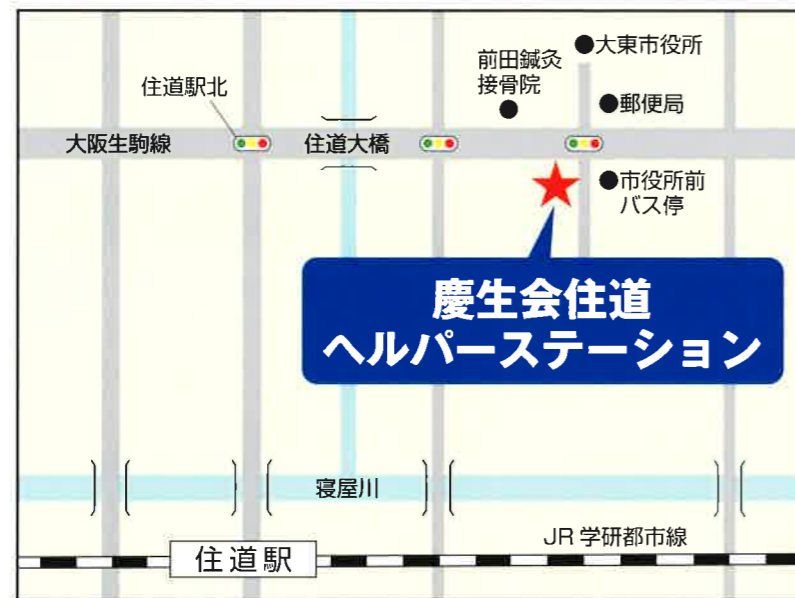 大東市役所
前田鍼灸
接骨院
郵便局
住道駅北
大阪生駒線
住道大橋
市役所前
バス停
慶生会住道
ヘルパーステーション
寝屋川
JR 学研都市線
住道駅